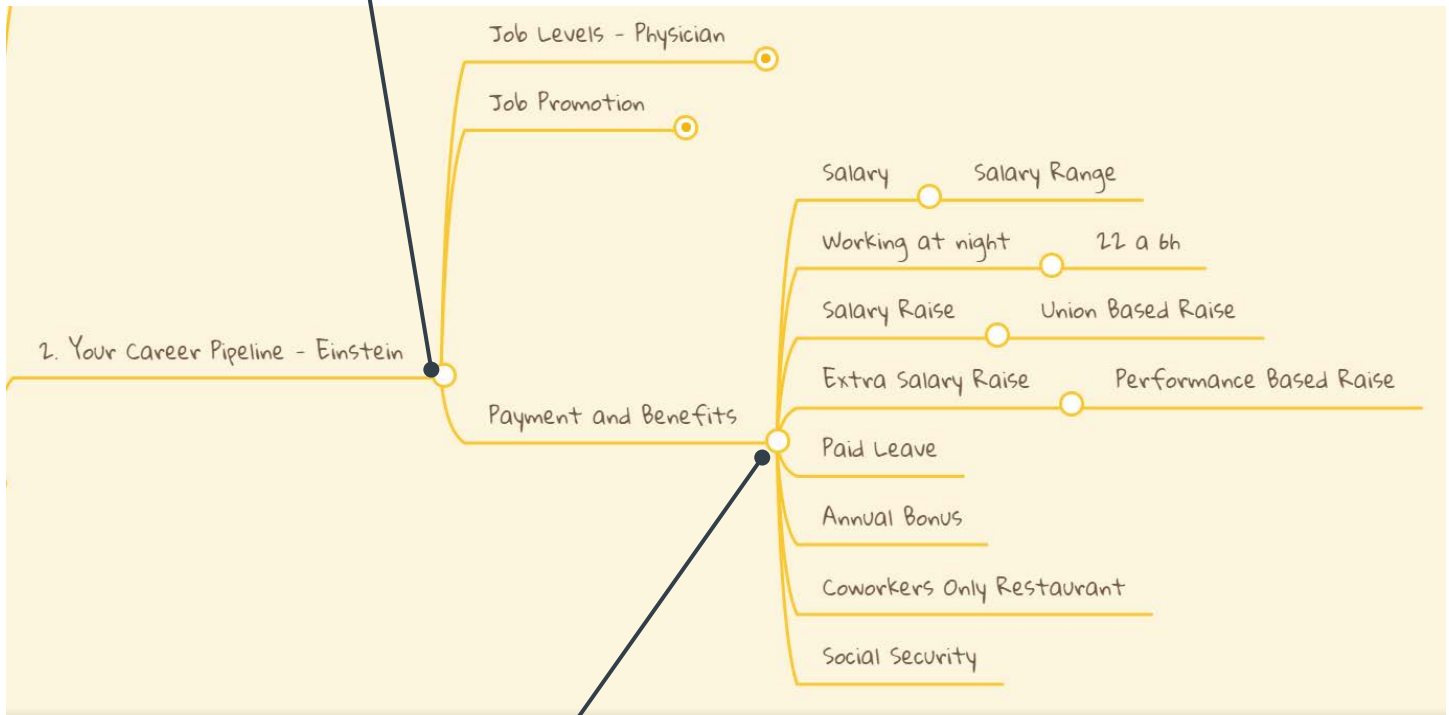 Job Levels - Physician
Job Promotion
Salary
Salary Range
Working at night
22 a 6h
Salary Raise
Union Based Raise
2. Your Career Pipeline - Einstein
Extra Salary Raise
Performance Based Raise
Payment and Benefits
Paid Leave
Annual Bonus
Coworkers Only Restaurant
Social Security